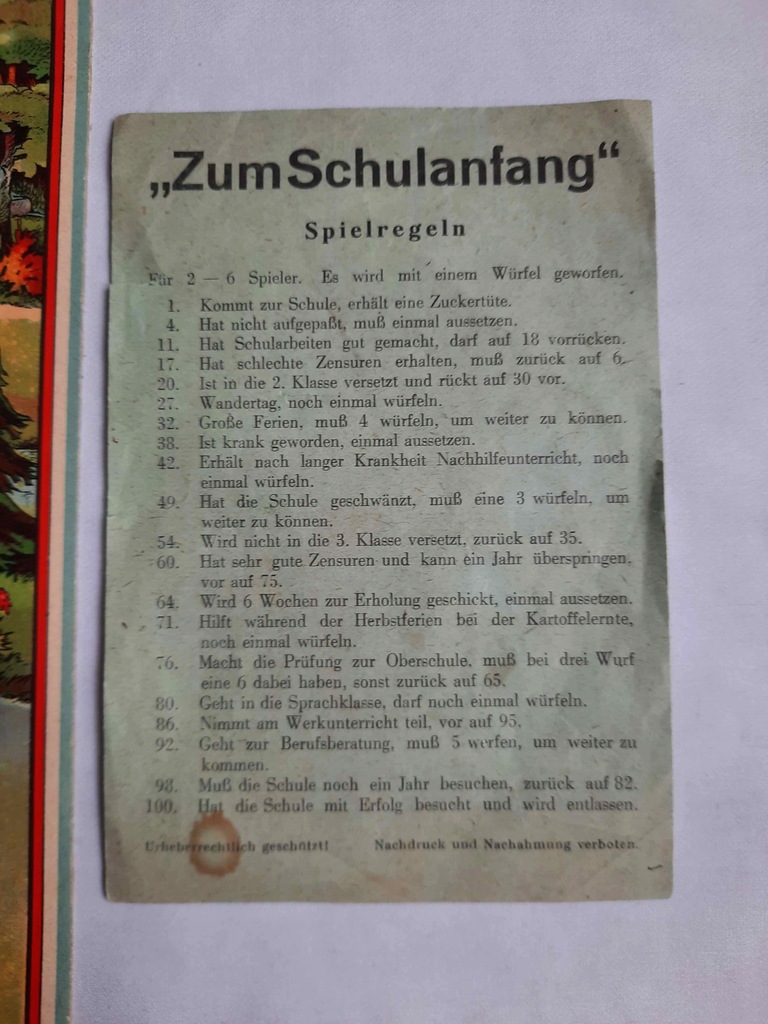 „Zum Schulanfang“
Spielregeln
Für 2 — 6 Spieler. Es wird mit einem Würfel geworfen.
1. Kommt zur Schule, erhält eine Zuckertüte.
4. Hat nicht aufgepaßt, muß einmal aussetzen.
11. Hat Schularbeiten gut gemacht, darf auf 18 vorrücken.
17. Hat schlechte Zensuren erhalten, muß zurück auf 6.
20. Ist in die 2. Klasse versetzt und rückt auf 30 vor.
27. Wandertag, noch einmal würfeln.
32. Große Ferien, muß 4 würfeln, um weiter zu können.
38. Ist krank geworden, einmal aussetzen.
42. Erhält nach langer Krankheit Nachhilfeunterricht, noch
einmal würfeln.
49. Hat die Schule geschwänzt, muß eine 3 würfeln, um
weiter zu können.
54. Wird nicht in die 3. Klasse versetzt, zurück auf 35.
60. Hat sehr gute Zensuren und kann ein Jahr überspringen,
vor auf 75.
64. Wird 6 Wochen zur Erholung geschickt, einmal aussetzen.
71. Hilft während der Herbstferien bei der Kartoffelernte,
noch einmal würfeln.
76. Macht die Prüfung zur Oberschule, muß bei drei Wurf
eine 6 dabei haben, sonst zurück auf 65.
80. Geht in die Sprachklasse, darf noch einmal würfeln.
86. Nimmt am Werkunterricht teil, vor auf 95.
92. Geht zur Berufsberatung, muß 5 werfen, um weiter zu
kommen.
98. Muß die Schule noch ein Jahr besuchen, zurück auf 82.
100. Hat die Schule mit Erfolg besucht und wird entlassen.
Urheberrechtlich geschützt! Nachdruck und Nachahmung verboten.